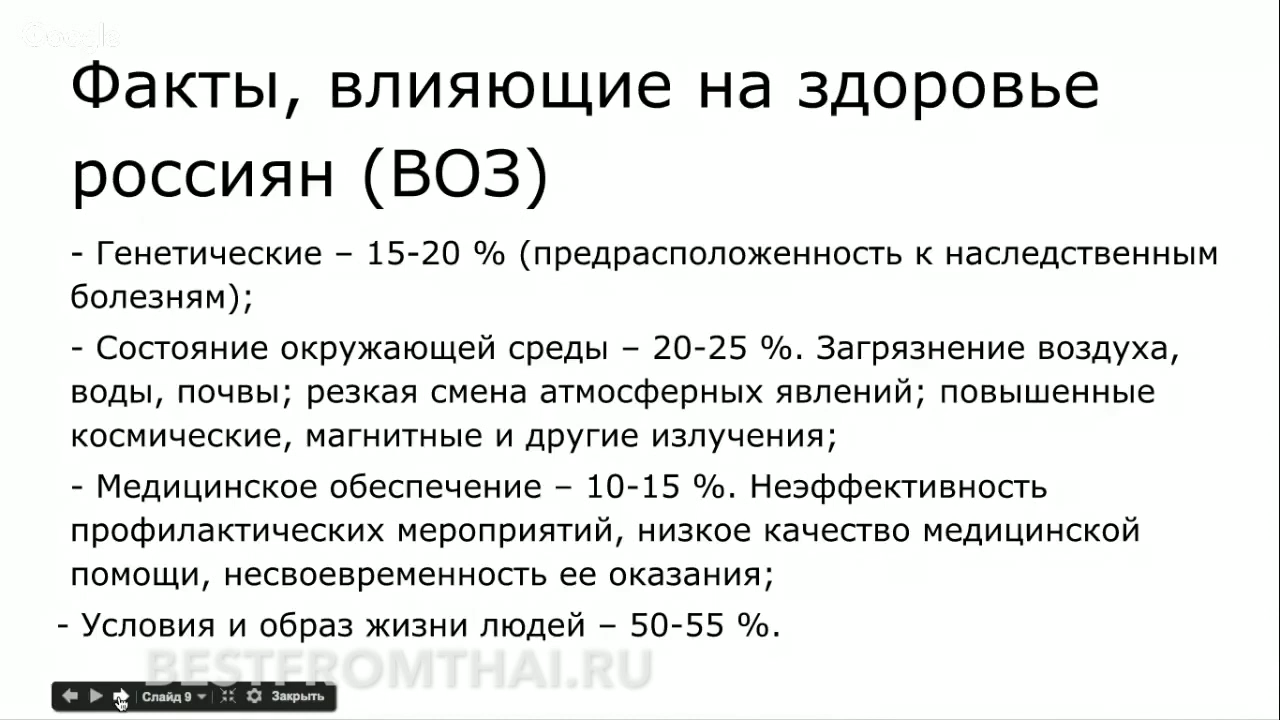 Google
Факты, влияющие на здоровье
россиян (ВОЗ)
- Генетические – 15-20 % (предрасположенность к наследственным
болезням);
- Состояние окружающей среды – 20-25 %. Загрязнение воздуха,
воды, почвы; резкая смена атмосферных явлений; повышенные
космические, магнитные и другие излучения;
- Медицинское обеспечение – 10-15 %. Неэффективность
профилактических мероприятий, низкое качество медицинской
помощи, несвоевременность ее оказания;
- Условия и образ жизни людей – 50-55 %.
BESTFROMTHAI.RU
Слайд 9 Закрыть